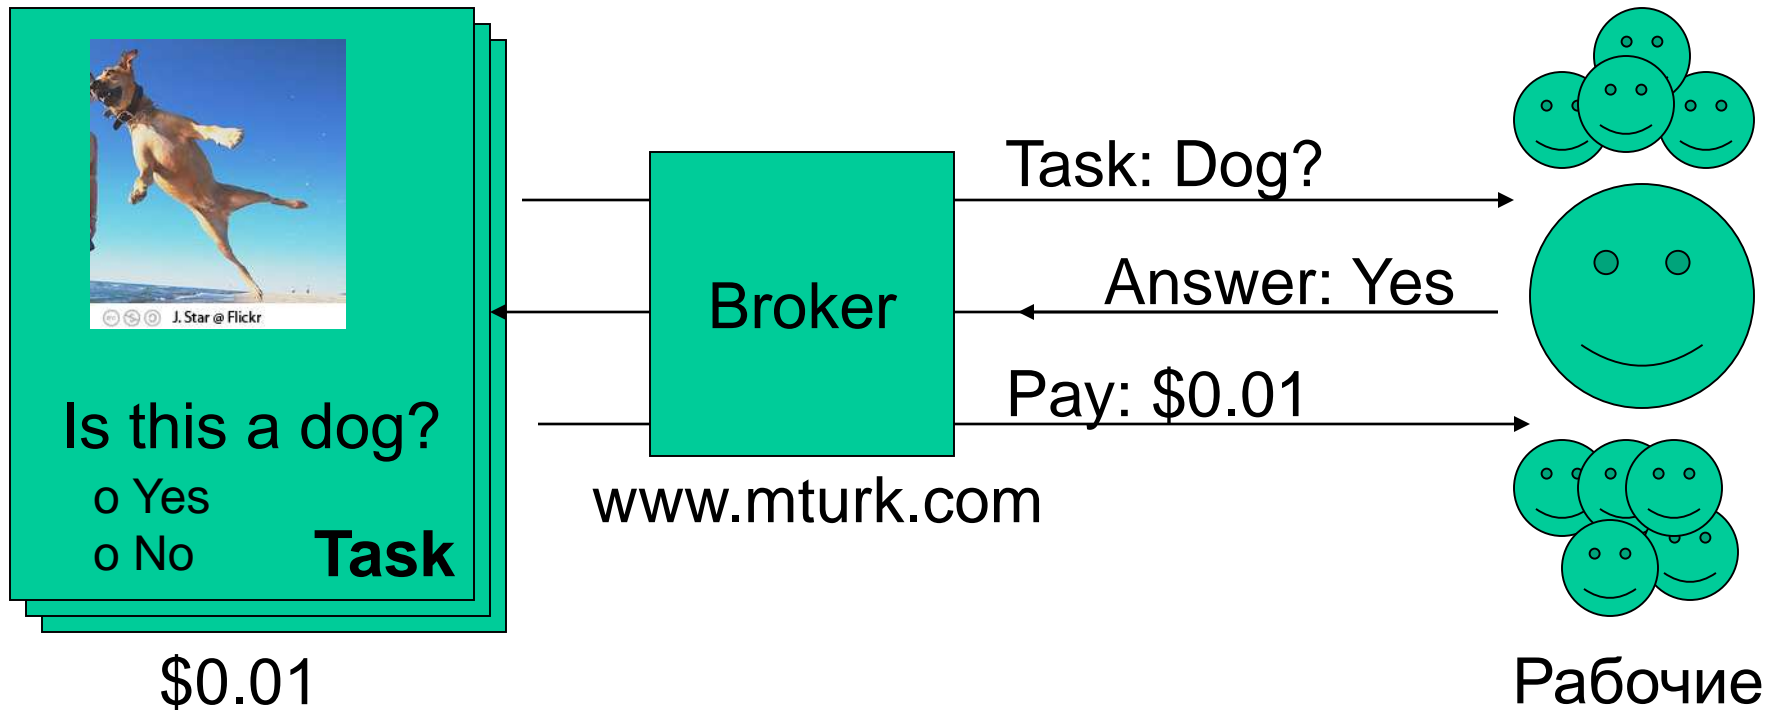 J. Star @ Flickr
Is this a dog?
o Yes
o No
Task
$0.01
Broker
www.mturk.com
Task: Dog?
Answer: Yes
Pay: $0.01
Рабочие